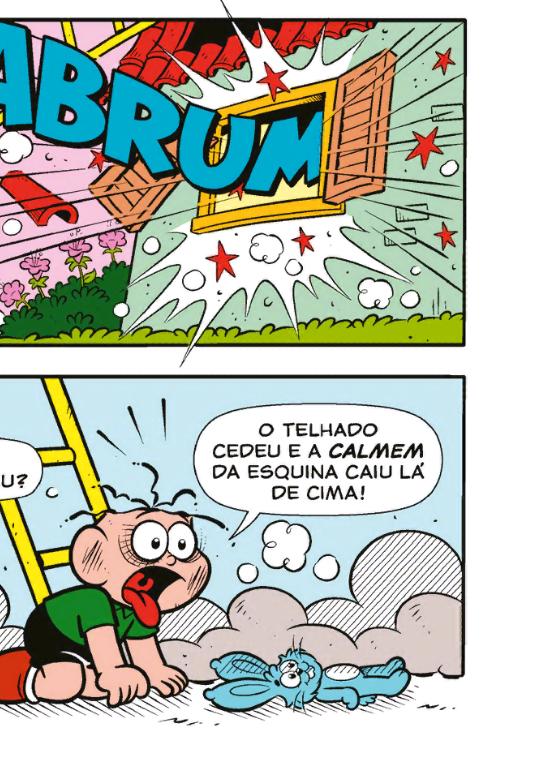 ABRUM
U?
O TELHADO
CEDEU E A CALMEM
DA ESQUINA CAIU LÁ
DE CIMA!